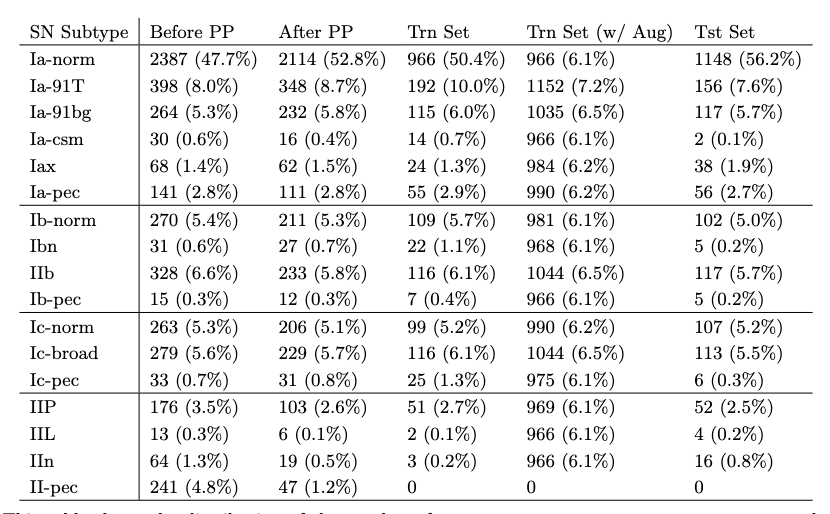 SN Subtype Before PP After PP Trn Set Trn Set (w/ Aug) Tst Set
Ia-norm 2387 (47.7%) 2114 (52.8%) 966 (50.4%) 966 (6.1%) 1148 (56.2%)
Ia-91T 398 (8.0%) 348 (8.7%) 192 (10.0%) 1152 (7.2%) 156 (7.6%)
Ia-91bg 264 (5.3%) 232 (5.8%) 115 (6.0%) 1035 (6.5%) 117 (5.7%)
Ia-csm 30 (0.6%) 16 (0.4%) 14 (0.7%) 966 (6.1%) 2 (0.1%)
Iax 68 (1.4%) 62 (1.5%) 24 (1.3%) 984 (6.2%) 38 (1.9%)
Ia-pec 141 (2.8%) 111 (2.8%) 55 (2.9%) 990 (6.2%) 56 (2.7%)
Ib-norm 270 (5.4%) 211 (5.3%) 109 (5.7%) 981 (6.1%) 102 (5.0%)
Ibn 31 (0.6%) 27 (0.7%) 22 (1.1%) 968 (6.1%) 5 (0.2%)
IIb 328 (6.6%) 233 (5.8%) 116 (6.1%) 1044 (6.5%) 117 (5.7%)
Ib-pec 15 (0.3%) 12 (0.3%) 7 (0.4%) 966 (6.1%) 5 (0.2%)
Ic-norm 263 (5.3%) 206 (5.1%) 99 (5.2%) 990 (6.2%) 107 (5.2%)
Ic-broad 279 (5.6%) 229 (5.7%) 116 (6.1%) 1044 (6.5%) 113 (5.5%)
Ic-pec 33 (0.7%) 31 (0.8%) 25 (1.3%) 975 (6.1%) 6 (0.3%)
IIP 176 (3.5%) 103 (2.6%) 51 (2.7%) 969 (6.1%) 52 (2.5%)
IIL 13 (0.3%) 6 (0.1%) 2 (0.1%) 966 (6.1%) 4 (0.2%)
IIn 64 (1.3%) 19 (0.5%) 3 (0.2%) 966 (6.1%) 16 (0.8%)
II-pec 241 (4.8%) 47 (1.2%) 0 0 0